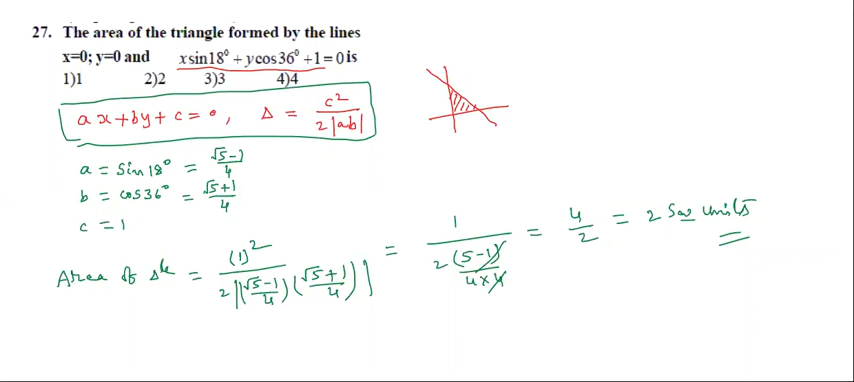 27. The area of the triangle formed by the lines
x=0; y=0 and x sin18° + y cos36° + 1 = 0 is
1)1 2)2 3)3 4)4
ax + by + c = 0, Δ = c²/2|ab|
a = sin 18° = (√5-1)/4
b = cos 36° = (√5+1)/4
c = 1
Area of Δle = (1)²/2|((√5-1)/4)((√5+1)/4)| = 1/(2(5-1)/(4×4)) = 4/2 = 2 Sq units